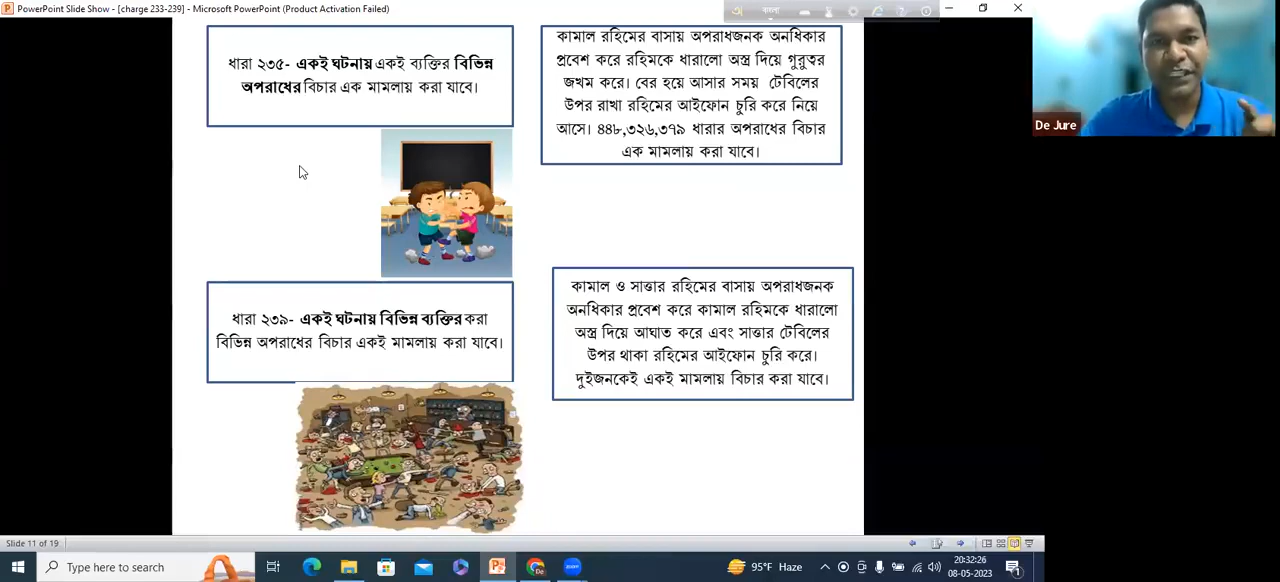 PowerPoint Slide Show - [charge 233-239] - Microsoft PowerPoint (Product Activation Failed)
বাংলা
ধারা ২৩৫- একই ঘটনায় একই ব্যক্তির বিভিন্ন
অপরাধের বিচার এক মামলায় করা যাবে।
কামাল রহিমের বাসায় অপরাধজনক অনধিকার
প্রবেশ করে রহিমকে ধারালো অস্ত্র দিয়ে গুরুত্বর
জখম করে। বের হয়ে আসার সময় টেবিলের
উপর রাখা রহিমের আইফোন চুরি করে নিয়ে
আসে। ৪৪৮,৩২৬,৩৭৯ ধারার অপরাধের বিচার
এক মামলায় করা যাবে।
De Jure
ধারা ২৩৯- একই ঘটনায় বিভিন্ন ব্যক্তির করা
বিভিন্ন অপরাধের বিচার একই মামলায় করা যাবে।
কামাল ও সাত্তার রহিমের বাসায় অপরাধজনক
অনধিকার প্রবেশ করে কামাল রহিমকে ধারালো
অস্ত্র দিয়ে আঘাত করে এবং সাত্তার টেবিলের
উপর থাকা রহিমের আইফোন চুরি করে।
দুইজনকেই একই মামলায় বিচার করা যাবে।
Slide 11 of 19
Type here to search
95°F Haze
20:32:26
08-05-2023